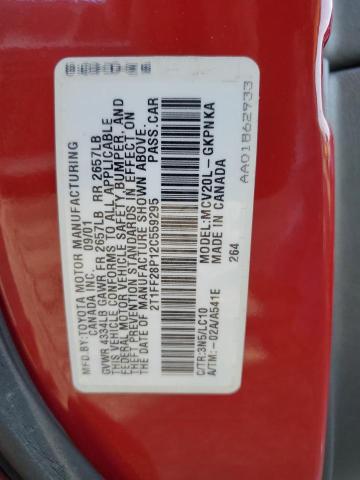 MFD.BY:TOYOTA MOTOR MANUFACTURING
CANADA INC. 09/01
GVWR 4334LB GAWR FR 2657LB RR 2657LB
THIS VEHICLE CONFORMS TO ALL APPLICABLE
FEDERAL MOTOR VEHICLE SAFETY BUMPER, AND
THEFT PREVENTION STANDARDS IN EFFECT ON
THE DATE OF MANUFACTURE SHOWN ABOVE.
2T1FF28P12C559295 PASS.CAR
C/TR:3N5/LC10 MODEL:MCV20L-GKPNKA
A/TM:-02A/A541E MADE IN CANADA
264
AA01862933